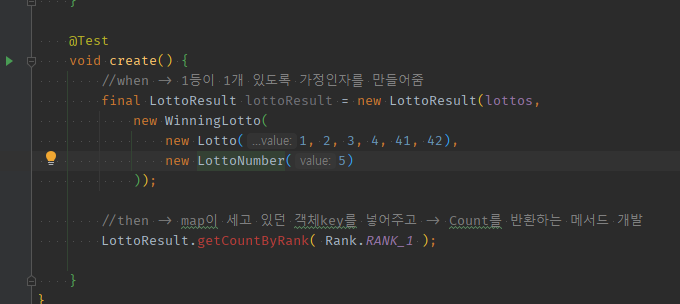 }
@Test
void create() {
//when -> 1등이 1개 있도록 가정인자를 만들어줌
final LottoResult lottoResult = new LottoResult(lottos,
new WinningLotto(
new Lotto( ...value: 1, 2, 3, 4, 41, 42),
new LottoNumber( value: 5)
));
//then -> map이 세고 있던 객체key를 넣어주고 -> Count를 반환하는 메서드 개발
LottoResult.getCountByRank( Rank.RANK_1 );
}
}